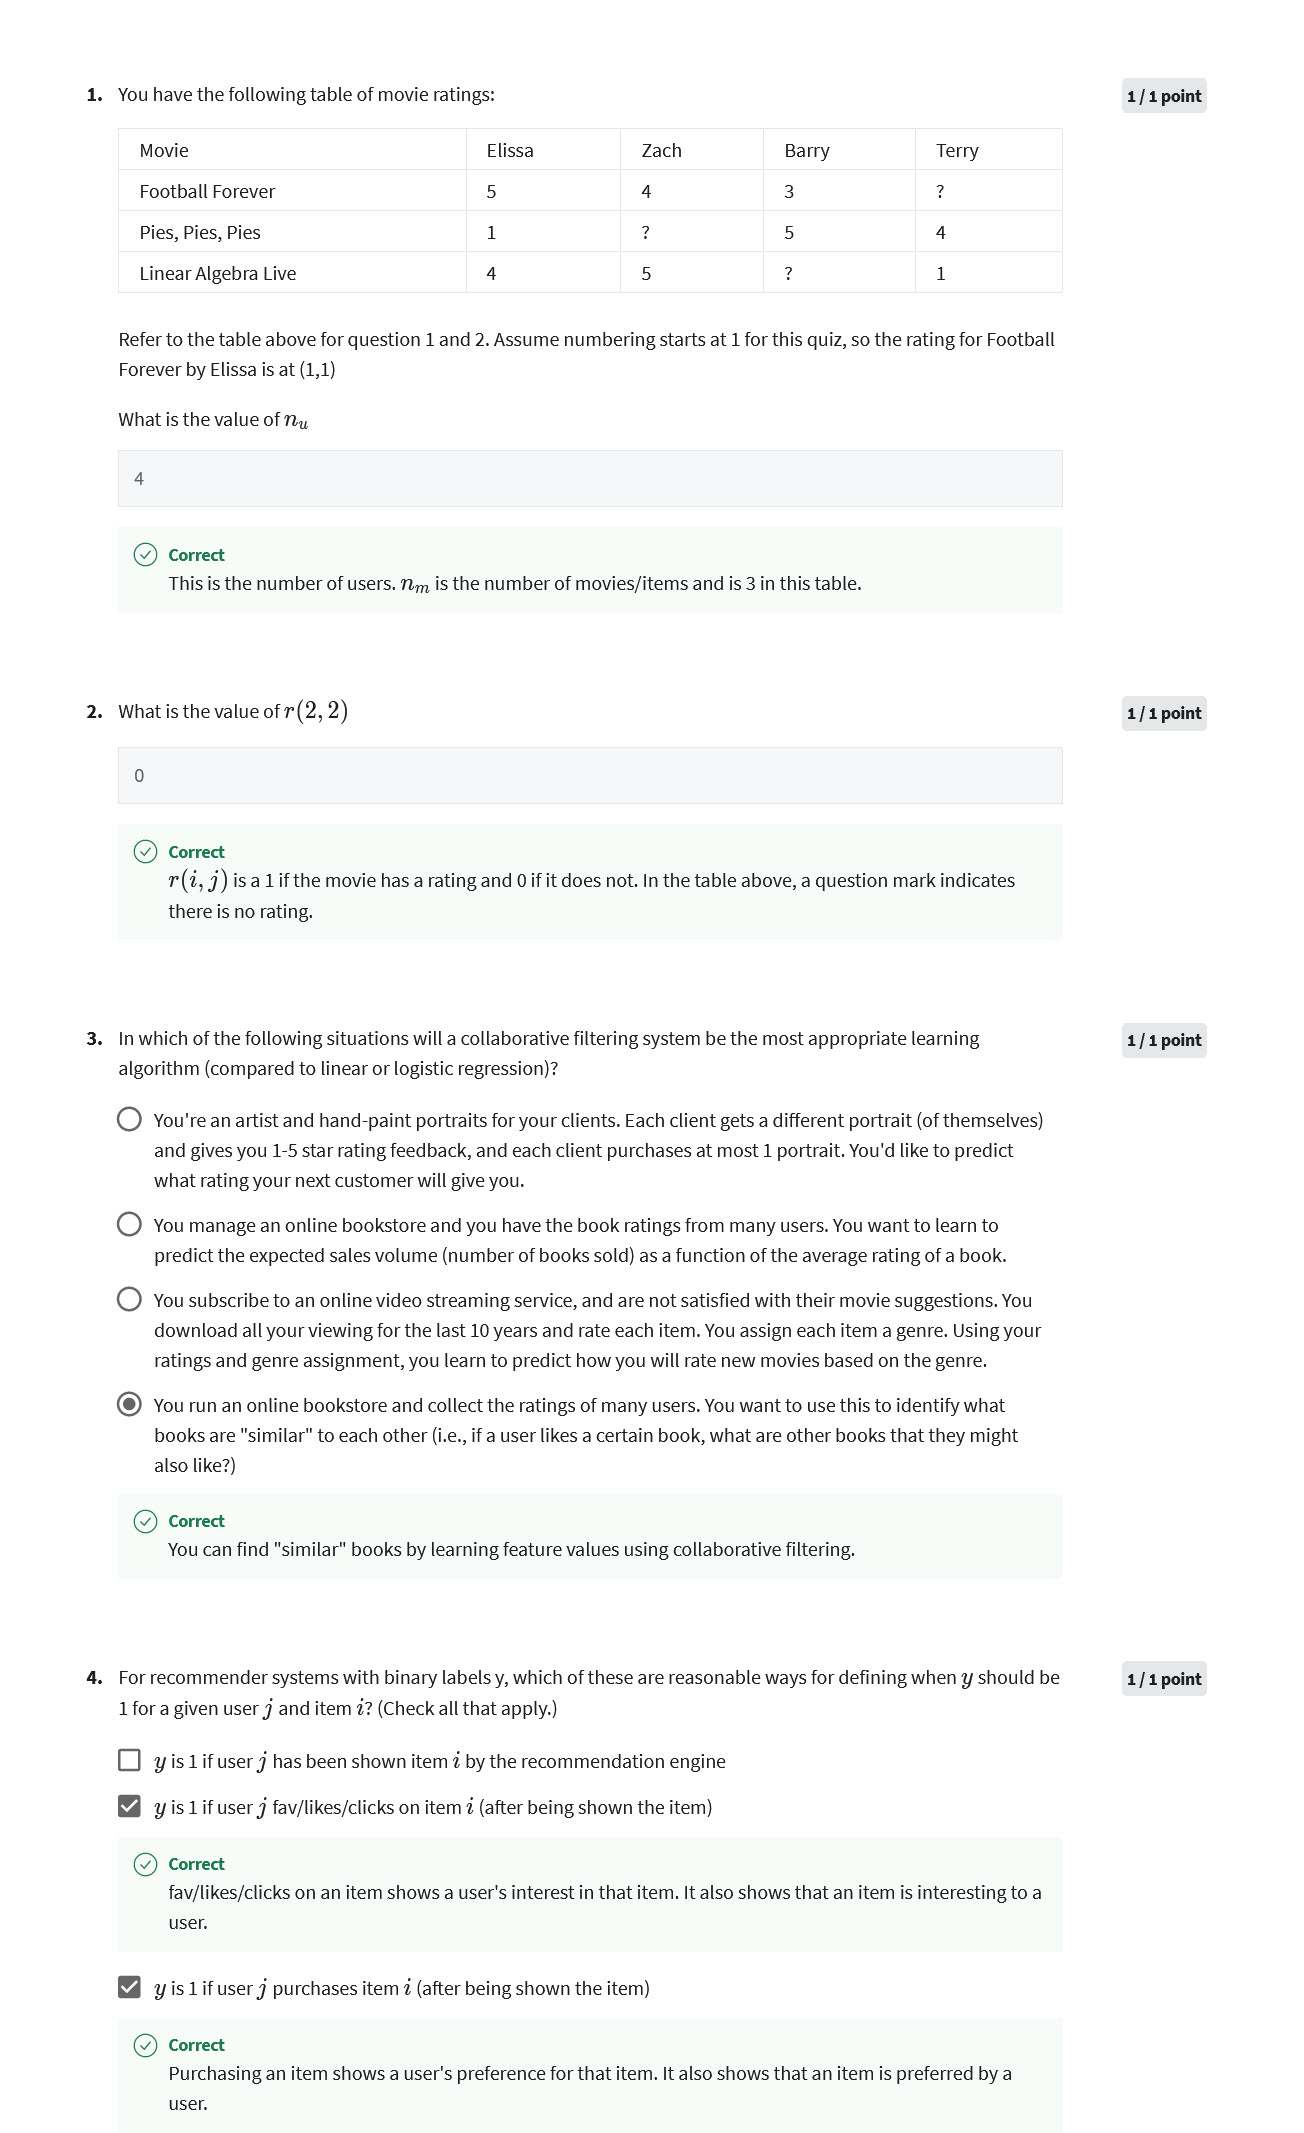 1. You have the following table of movie ratings: 1 / 1 point
Movie Elissa Zach Barry Terry
Football Forever 5 4 3 ?
Pies, Pies, Pies 1 ? 5 4
Linear Algebra Live 4 5 ? 1
Refer to the table above for question 1 and 2. Assume numbering starts at 1 for this quiz, so the rating for Football
Forever by Elissa is at (1,1)
What is the value of n_u
4
Correct
This is the number of users. n_m is the number of movies/items and is 3 in this table.
2. What is the value of r(2, 2) 1 / 1 point
0
Correct
r(i, j) is a 1 if the movie has a rating and 0 if it does not. In the table above, a question mark indicates
there is no rating.
3. In which of the following situations will a collaborative filtering system be the most appropriate learning 1 / 1 point
algorithm (compared to linear or logistic regression)?
You're an artist and hand-paint portraits for your clients. Each client gets a different portrait (of themselves)
and gives you 1-5 star rating feedback, and each client purchases at most 1 portrait. You'd like to predict
what rating your next customer will give you.
You manage an online bookstore and you have the book ratings from many users. You want to learn to
predict the expected sales volume (number of books sold) as a function of the average rating of a book.
You subscribe to an online video streaming service, and are not satisfied with their movie suggestions. You
download all your viewing for the last 10 years and rate each item. You assign each item a genre. Using your
ratings and genre assignment, you learn to predict how you will rate new movies based on the genre.
You run an online bookstore and collect the ratings of many users. You want to use this to identify what
books are "similar" to each other (i.e., if a user likes a certain book, what are other books that they might
also like?)
Correct
You can find "similar" books by learning feature values using collaborative filtering.
4. For recommender systems with binary labels y, which of these are reasonable ways for defining when y should be 1 / 1 point
1 for a given user j and item i? (Check all that apply.)
y is 1 if user j has been shown item i by the recommendation engine
y is 1 if user j fav/likes/clicks on item i (after being shown the item)
Correct
fav/likes/clicks on an item shows a user's interest in that item. It also shows that an item is interesting to a
user.
y is 1 if user j purchases item i (after being shown the item)
Correct
Purchasing an item shows a user's preference for that item. It also shows that an item is preferred by a
user.